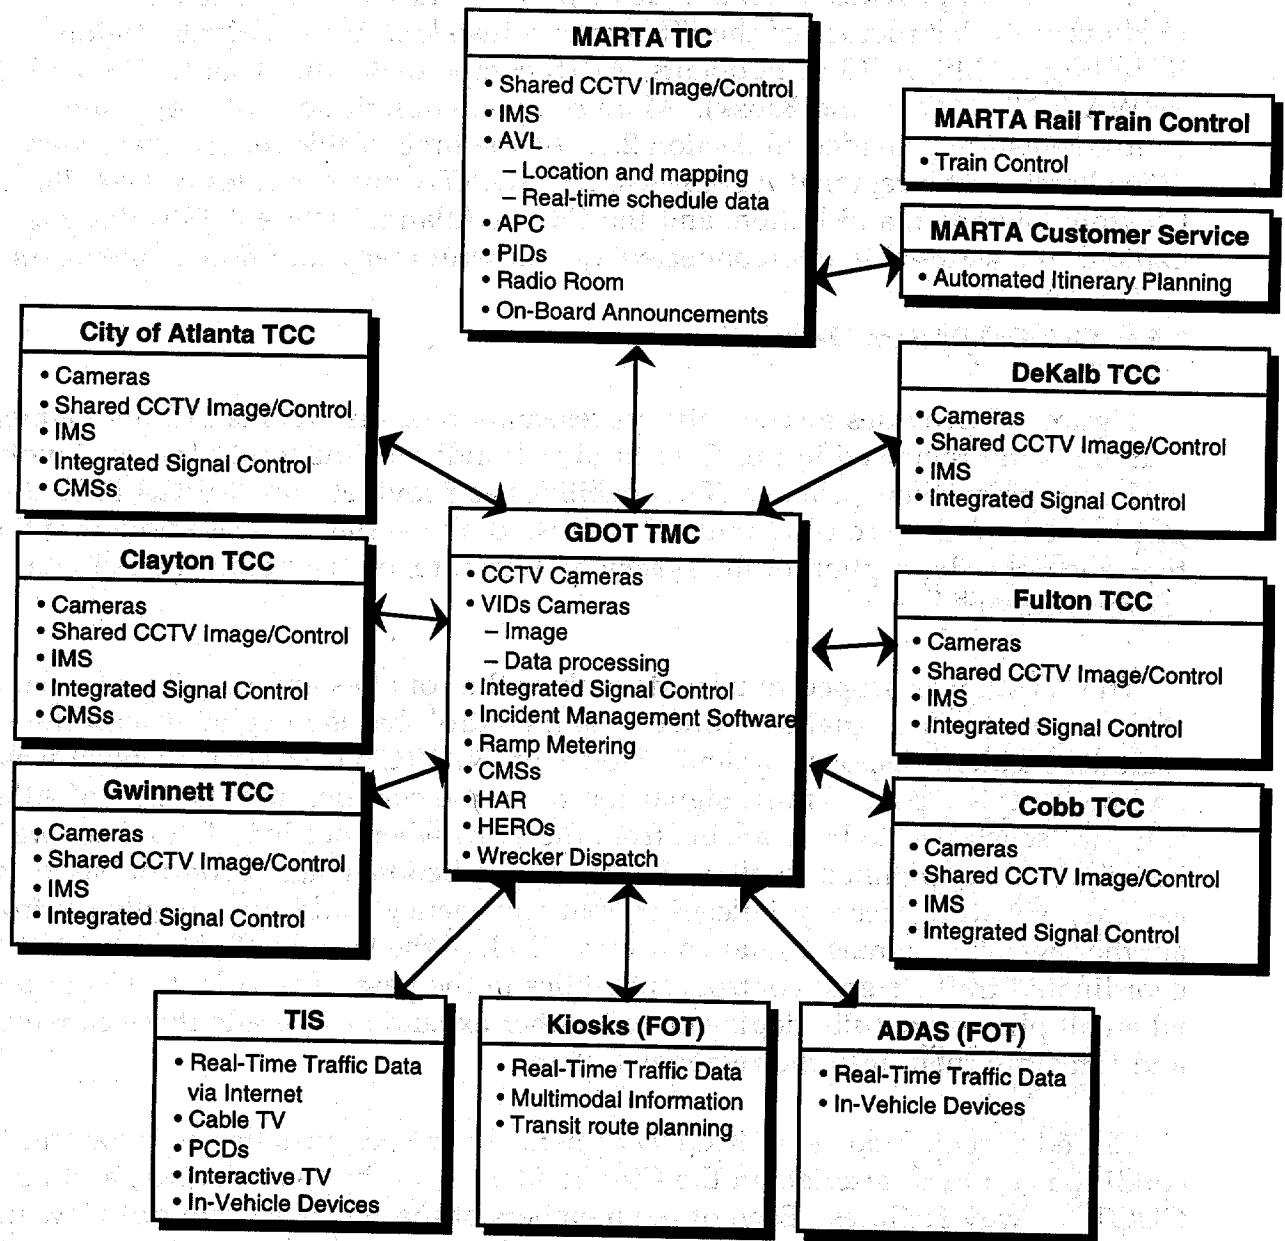 MARTA TIC
• Shared CCTV Image/Control
• IMS
• AVL
– Location and mapping
– Real-time schedule data
• APC
• PIDs
• Radio Room
• On-Board Announcements
MARTA Rail Train Control
• Train Control
MARTA Customer Service
• Automated Itinerary Planning
City of Atlanta TCC
• Cameras
• Shared CCTV Image/Control
• IMS
• Integrated Signal Control
• CMSs
DeKalb TCC
• Cameras
• Shared CCTV Image/Control
• IMS
• Integrated Signal Control
Clayton TCC
• Cameras
• Shared CCTV Image/Control
• IMS
• Integrated Signal Control
• CMSs
GDOT TMC
• CCTV Cameras
• VIDs Cameras
– Image
– Data processing
• Integrated Signal Control
• Incident Management Software
• Ramp Metering
• CMSs
• HAR
• HEROs
• Wrecker Dispatch
Fulton TCC
• Cameras
• Shared CCTV Image/Control
• IMS
• Integrated Signal Control
Gwinnett TCC
• Cameras
• Shared CCTV Image/Control
• IMS
• Integrated Signal Control
Cobb TCC
• Cameras
• Shared CCTV Image/Control
• IMS
• Integrated Signal Control
TIS
• Real-Time Traffic Data
via Internet
• Cable TV
• PCDs
• Interactive TV
• In-Vehicle Devices
Kiosks (FOT)
• Real-Time Traffic Data
• Multimodal Information
• Transit route planning
ADAS (FOT)
• Real-Time Traffic Data
• In-Vehicle Devices